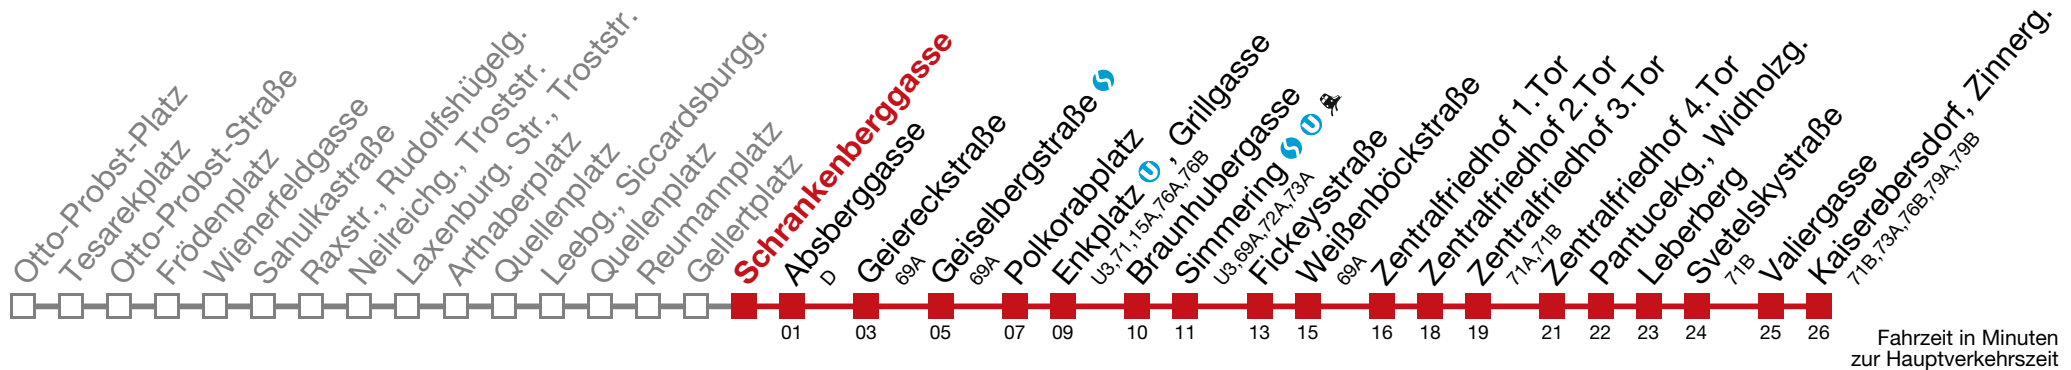 Otto-Probst-Platz
Tesarekplatz
Otto-Probst-Straße
Frödenplatz
Wienerfeldgasse
Sahulkastraße
Raxstr., Rudolfshügelg.
Neilreichg., Troststr.
Laxenburg. Str., Troststr.
Arthaberplatz
Quellenplatz
Leebg., Siccardsburgg.
Quellenplatz
Reumannplatz
Gellertplatz
Schrankenberggasse
Absberggasse
D
Geiereckstraße
69A
Geiselbergstraße
69A
Polkorabplatz
Enkplatz U, Grillgasse
U3,71,15A,76A,76B
Braunhubergasse
Simmering U
U3,69A,72A,73A
Fickeysstraße
Weißenböckstraße
69A
Zentralfriedhof 1.Tor
Zentralfriedhof 2.Tor
Zentralfriedhof 3.Tor
71A,71B
Zentralfriedhof 4.Tor
Pantucekg., Widholzg.
Leberberg
Svetelskystraße
71B
Valiergasse
Kaiserebersdorf, Zinnerg.
71B,73A,76B,79A,79B
01 03 05 07 09 10 11 13 15 16 18 19 21 22 23 24 25 26
Fahrzeit in Minuten
zur Hauptverkehrszeit